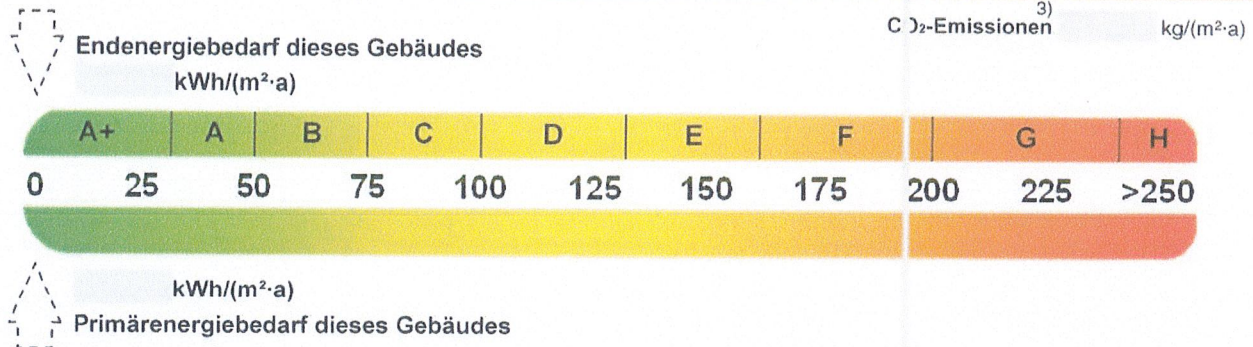 CO₂-Emissionen ³⁾ kg/(m²·a)
Endenergiebedarf dieses Gebäudes
kWh/(m²·a)
A+ A B C D E F G H
0 25 50 75 100 125 150 175 200 225 >250
kWh/(m²·a)
Primärenergiebedarf dieses Gebäudes